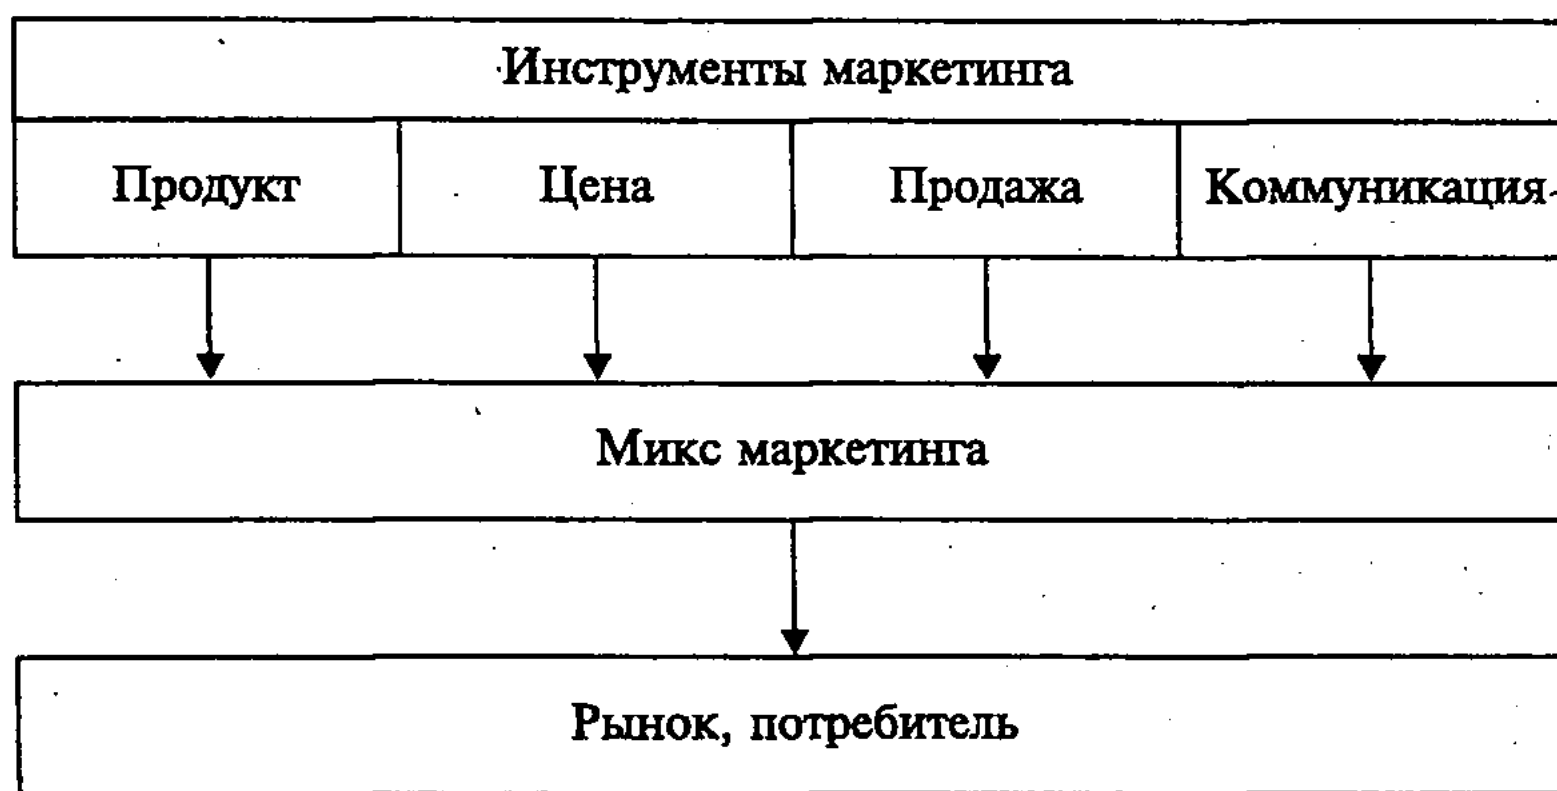 Инструменты маркетинга
Продукт
Цена
Продажа
Коммуникация
Микс маркетинга
Рынок, потребитель